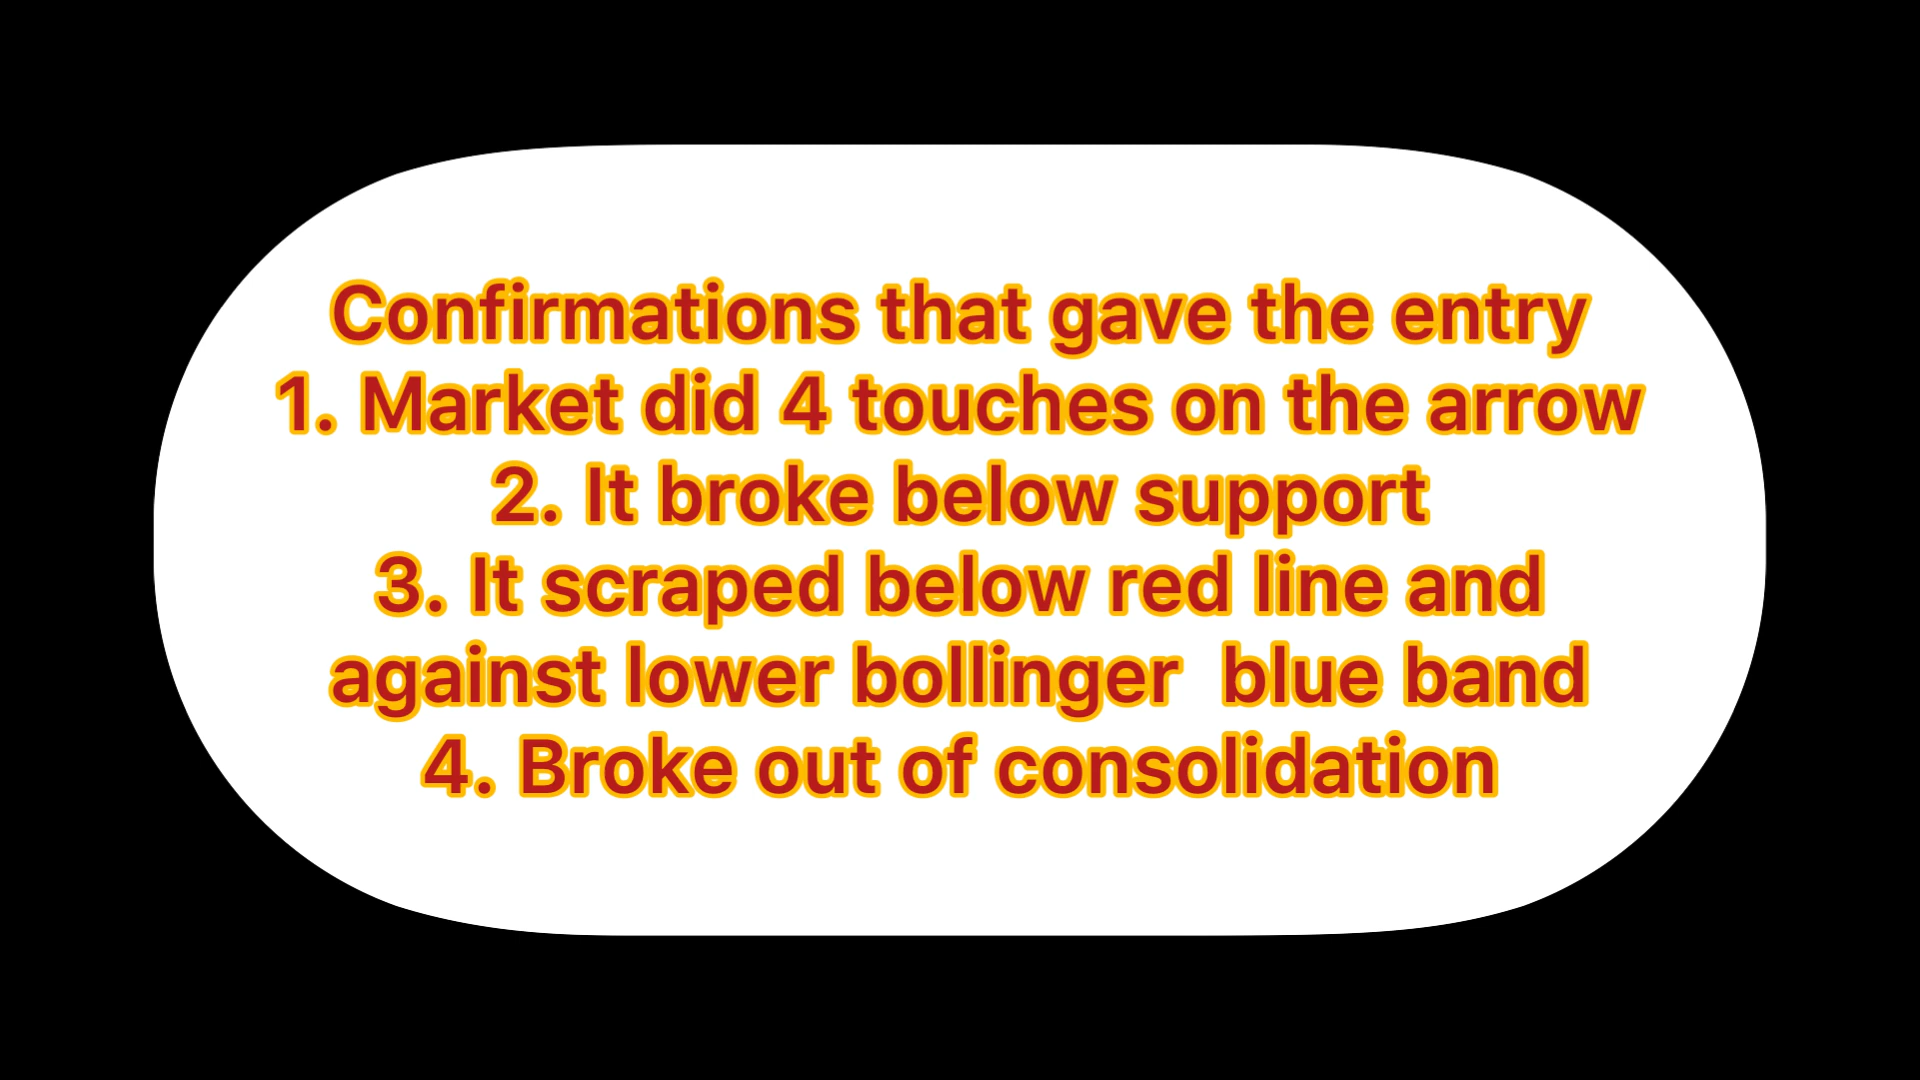 Confirmations that gave the entry
1. Market did 4 touches on the arrow
2. It broke below support
3. It scraped below red line and
against lower bollinger  blue band
4. Broke out of consolidation